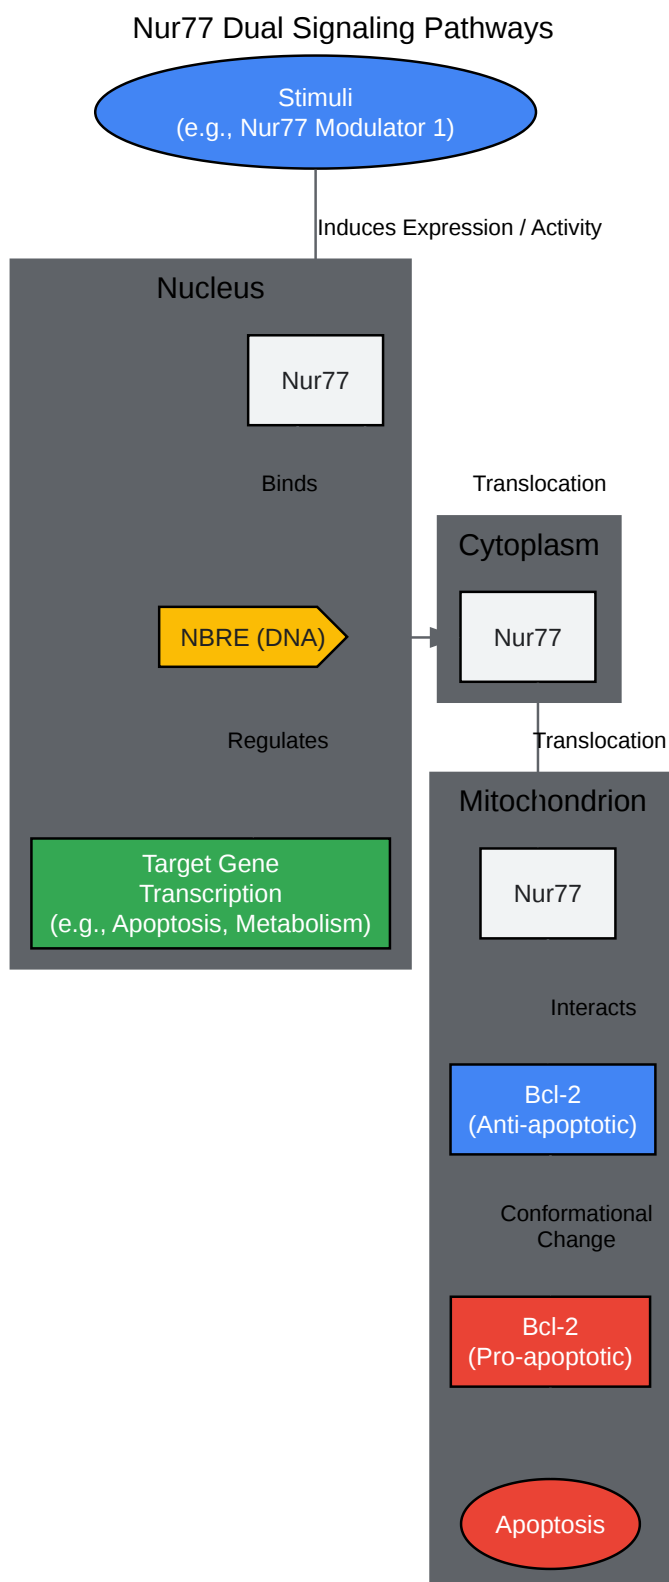 Nur77 Dual Signaling Pathways
Stimuli
(e.g., Nur77 Modulator 1)
Induces Expression / Activity
Nucleus
Nur77
Binds
Translocation
Cytoplasm
NBRE (DNA)
Nur77
Regulates
Translocation
Mitochondrion
Target Gene
Transcription
(e.g., Apoptosis, Metabolism)
Nur77
Interacts
Bcl-2
(Anti-apoptotic)
Conformational
Change
Bcl-2
(Pro-apoptotic)
Apoptosis